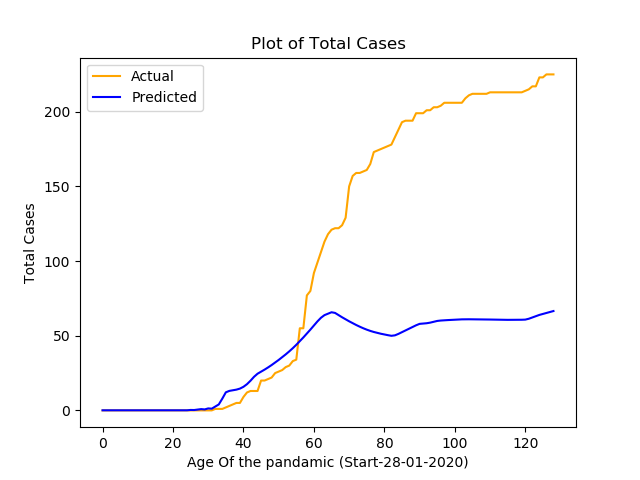 Plot of Total Cases
Actual
Predicted
Total Cases
200
150
100
50
0
0 20 40 60 80 100 120
Age Of the pandamic (Start-28-01-2020)